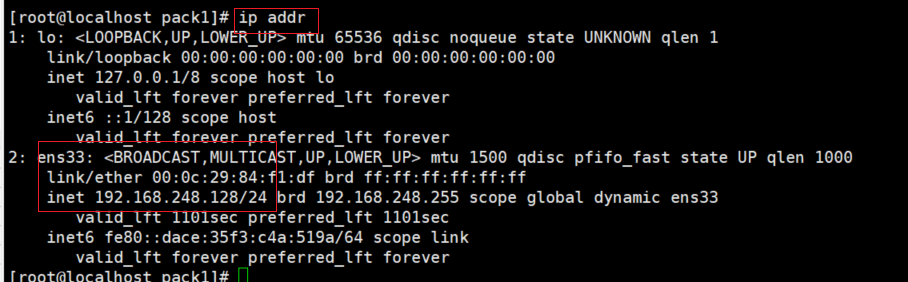 [root@localhost pack1]# ip addr
1: lo: <LOOPBACK,UP,LOWER_UP> mtu 65536 qdisc noqueue state UNKNOWN qlen 1
    link/loopback 00:00:00:00:00:00 brd 00:00:00:00:00:00
    inet 127.0.0.1/8 scope host lo
       valid_lft forever preferred_lft forever
    inet6 ::1/128 scope host
       valid_lft forever preferred_lft forever
2: ens33: <BROADCAST,MULTICAST,UP,LOWER_UP> mtu 1500 qdisc pfifo_fast state UP qlen 1000
    link/ether 00:0c:29:84:f1:df brd ff:ff:ff:ff:ff:ff
    inet 192.168.248.128/24 brd 192.168.248.255 scope global dynamic ens33
       valid_lft 1101sec preferred_lft 1101sec
    inet6 fe80::dace:35f3:c4a:519a/64 scope link
       valid_lft forever preferred_lft forever
[root@localhost pack1]#